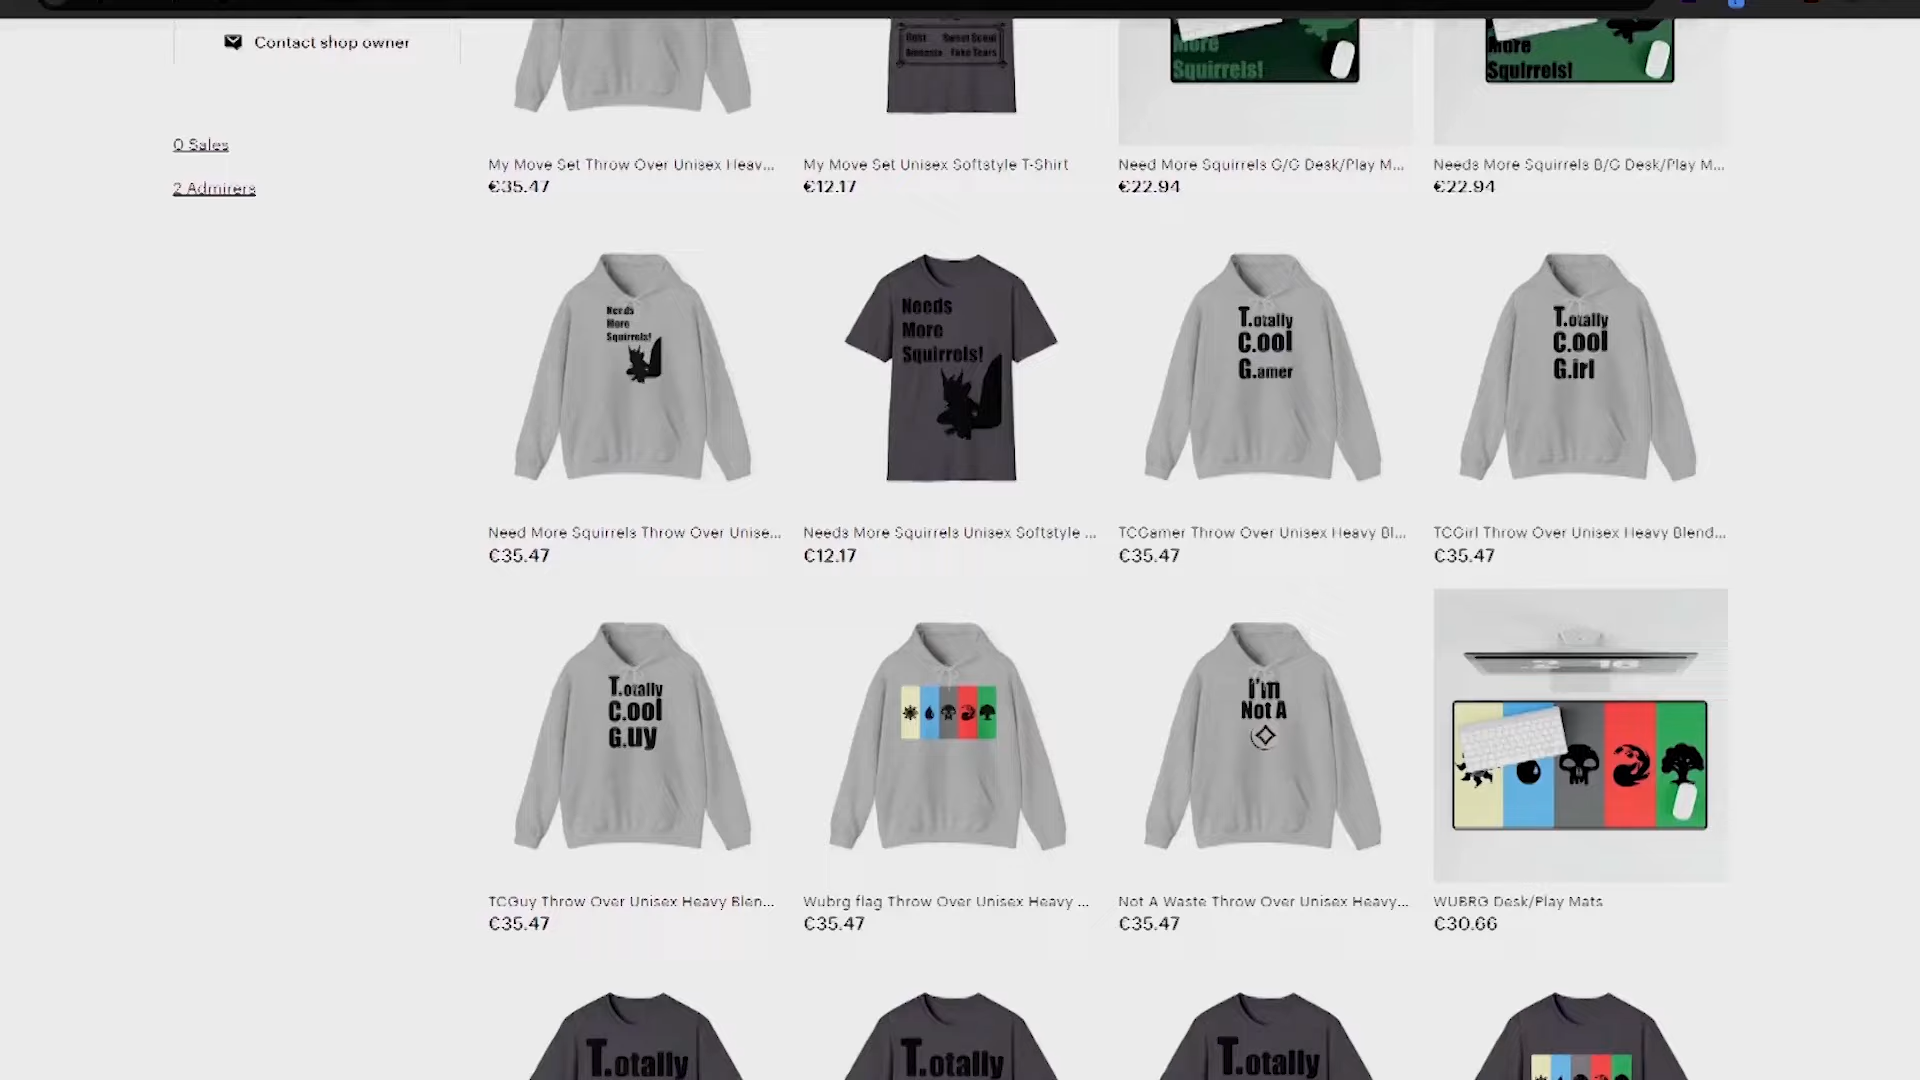 Contact shop owner
0 Sales
2 Admirers
Sweet Scent
Fake Tears
More
Squirrels!
More
Squirrels!
My Move Set Throw Over Unisex Heav...
€35.47
My Move Set Unisex Softstyle T-Shirt
€12.17
Need More Squirrels G/G Desk/Play M...
€22.94
Needs More Squirrels B/G Desk/Play M...
€22.94
Needs
More
Squirrels!
Needs
More
Squirrels!
T.otally
C.ool
G.amer
T.otally
C.ool
G.irl
Need More Squirrels Throw Over Unise...
€35.47
Needs More Squirrels Unisex Softstyle ...
€12.17
TCGamer Throw Over Unisex Heavy Bl...
€35.47
TCGirl Throw Over Unisex Heavy Blend...
€35.47
T.otally
C.ool
G.uy
I'm
Not A
TCGuy Throw Over Unisex Heavy Blen...
€35.47
Wubrg flag Throw Over Unisex Heavy ...
€35.47
Not A Waste Throw Over Unisex Heavy...
€35.47
WUBRG Desk/Play Mats
€30.66
T.otally
T.otally
T.otally